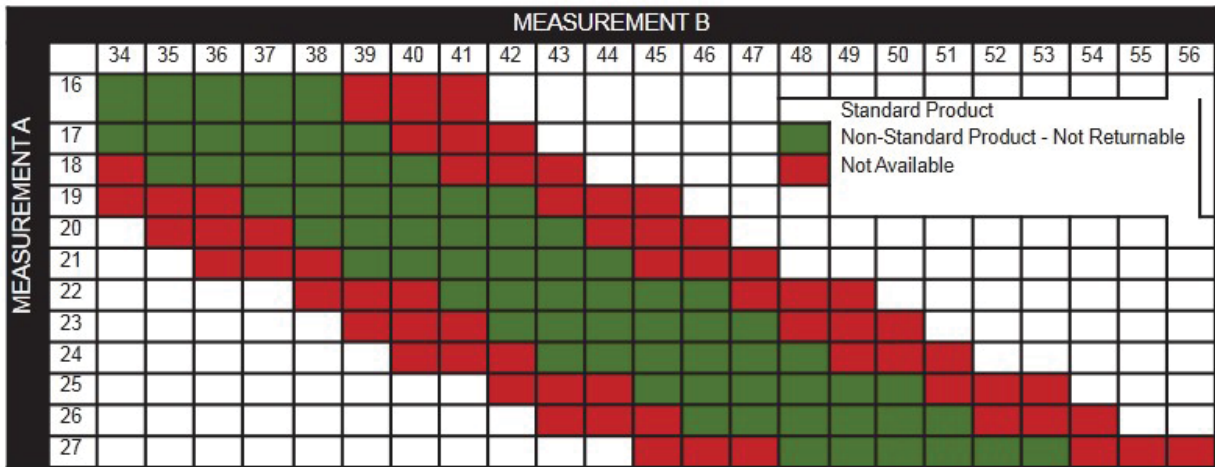 MEASUREMENT B
34 35 36 37 38 39 40 41 42 43 44 45 46 47 48 49 50 51 52 53 54 55 56
MEASUREMENT A
16
Standard Product
17
Non-Standard Product - Not Returnable
18
Not Available
19
20
21
22
23
24
25
26
27